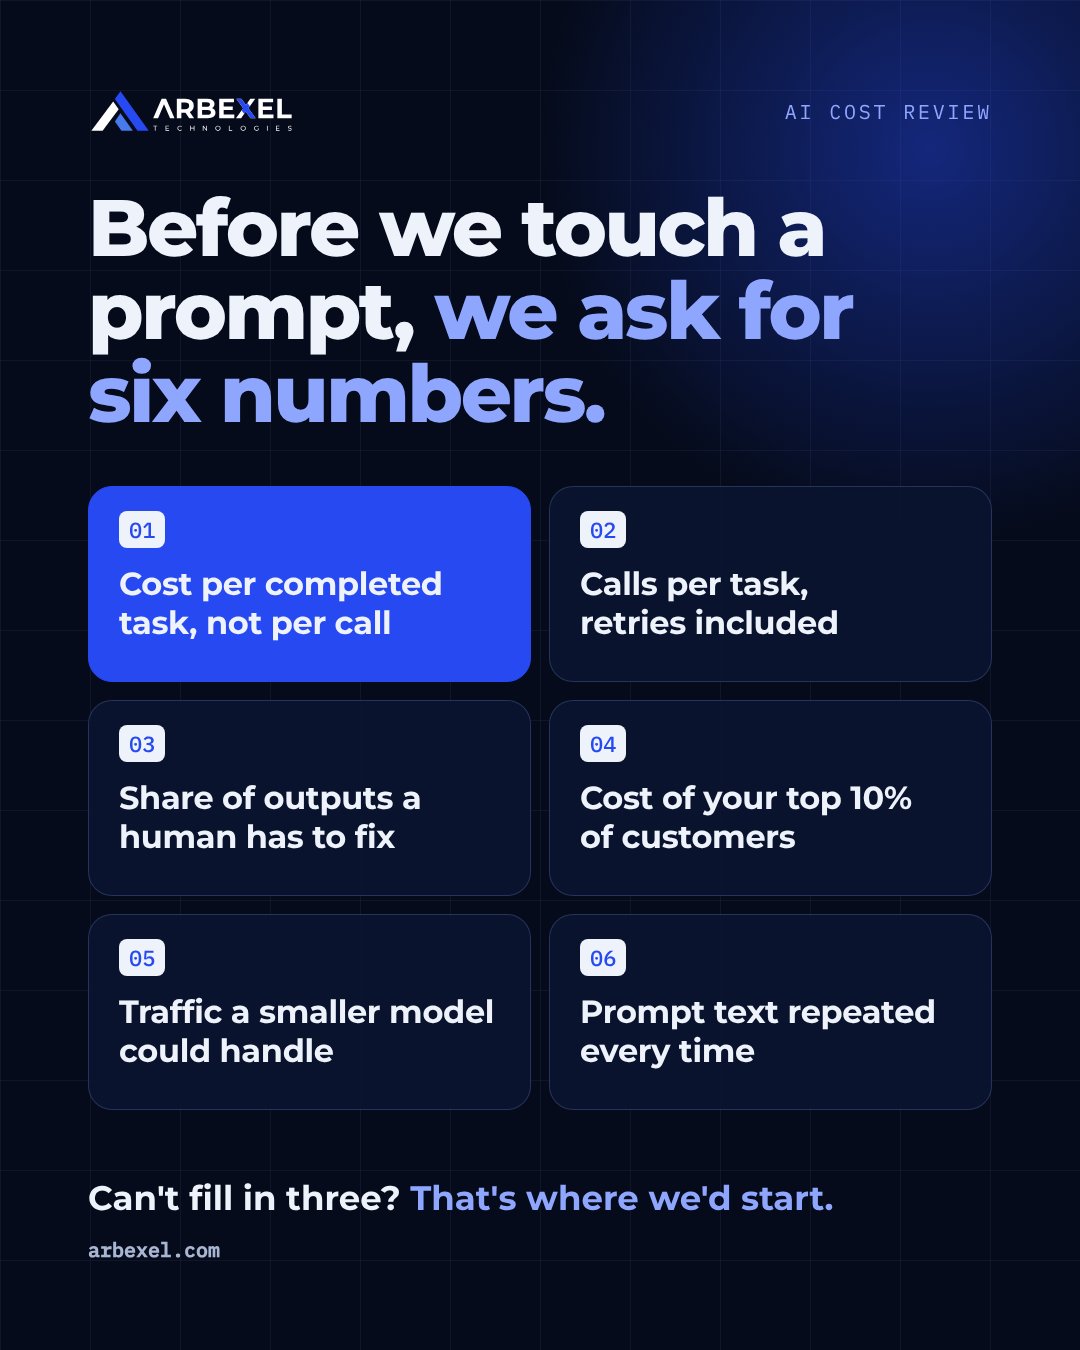 ARBEXEL
TECHNOLOGIES
AI COST REVIEW
Before we touch a
prompt, we ask for
six numbers.
01
Cost per completed
task, not per call
02
Calls per task,
retries included
03
Share of outputs a
human has to fix
04
Cost of your top 10%
of customers
05
Traffic a smaller model
could handle
06
Prompt text repeated
every time
Can't fill in three? That's where we'd start.
arbexel.com